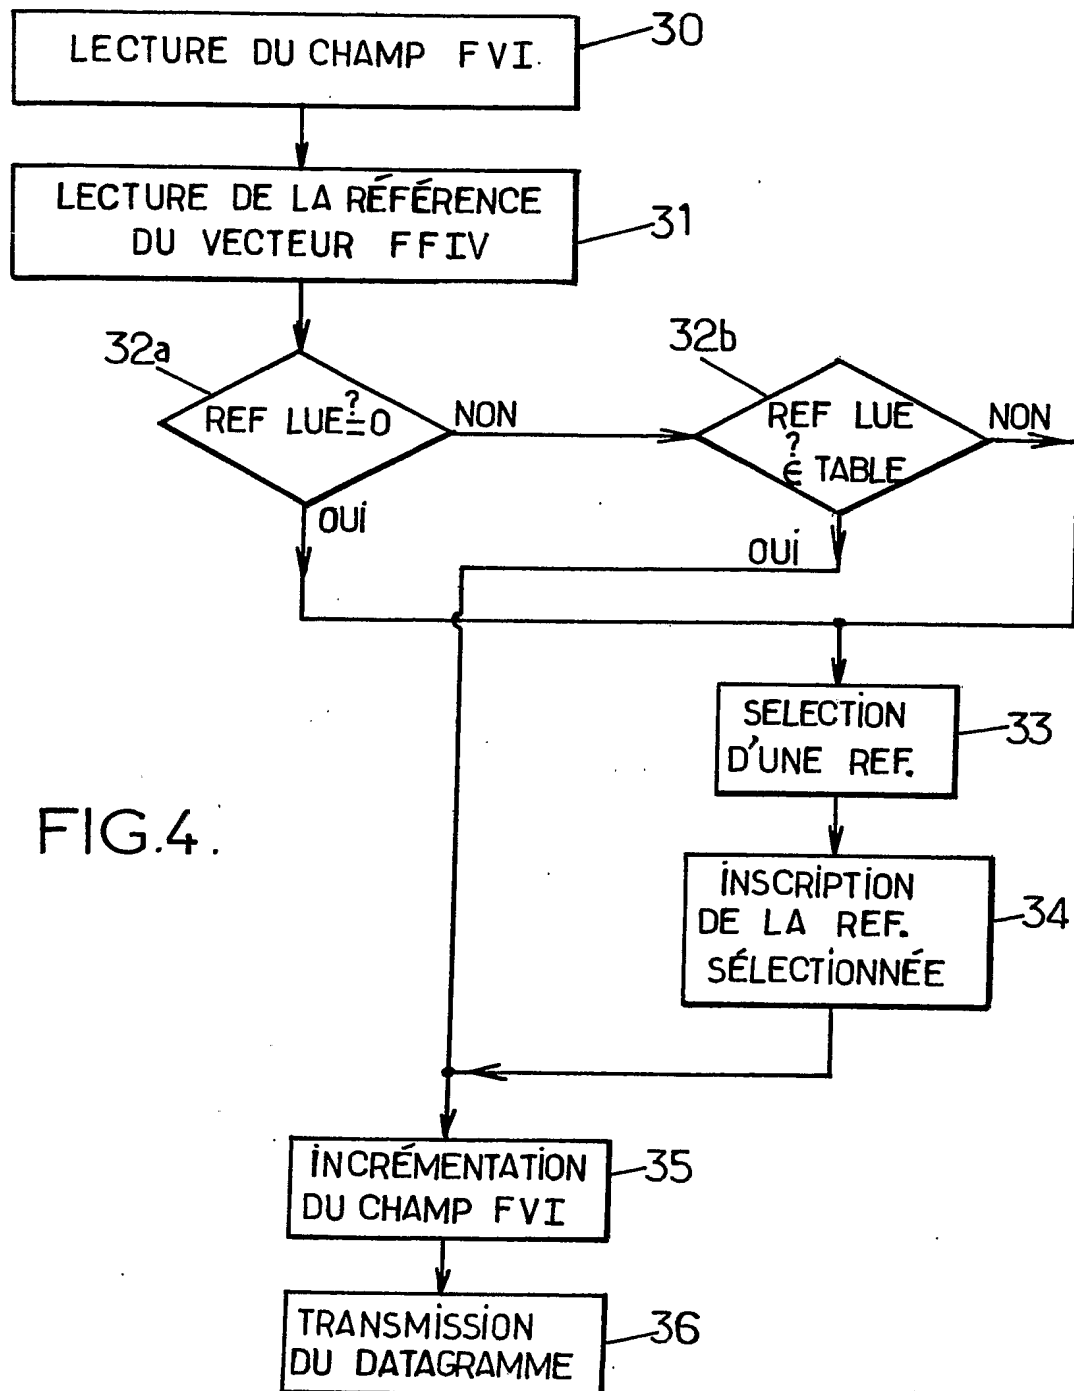 LECTURE DU CHAMP FVI.
30
LECTURE DE LA RÉFÉRENCE
DU VECTEUR FFIV
31
32a
REF LUE ?= 0
NON
OUI
32b
REF LUE
?
∈ TABLE
NON
OUI
SELECTION
D'UNE REF.
33
INSCRIPTION
DE LA REF.
SÉLECTIONNÉE
34
FIG.4.
INCRÉMENTATION
DU CHAMP FVI
35
TRANSMISSION
DU DATAGRAMME
36